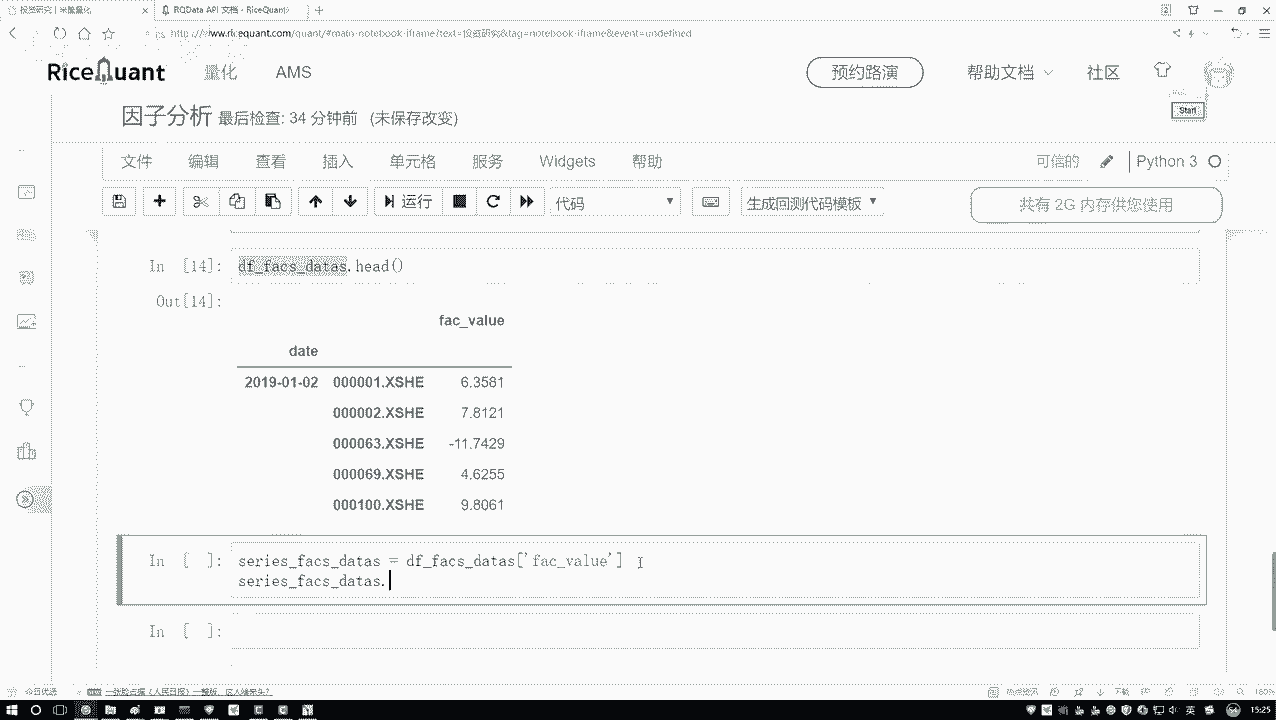 投资研究 | 米筐量化
RQData API 文档 - RiceQuant
www.ricequant.com/quant/#main-notebook-iframe?text=投资研究&tag=notebook-iframe&event=undefined
RiceQuant 量化 AMS 预约路演 帮助文档 社区
因子分析 最后检查: 34 分钟前 (未保存改变)
Start
文件 编辑 查看 插入 单元格 服务 Widgets 帮助 可信的 Python 3
运行 代码 生成回测代码模板 共有 2G 内存供您使用
In [14]: df_facs_datas.head()
Out[14]:
fac_value
date
2019-01-02 000001.XSHE 6.3581
000002.XSHE 7.8121
000063.XSHE -11.7429
000069.XSHE 4.6255
000100.XSHE 9.8061
In [ ]: series_facs_datas = df_facs_datas['fac_value']
series_facs_datas.
In [ ]:
今日优选
英
15:25